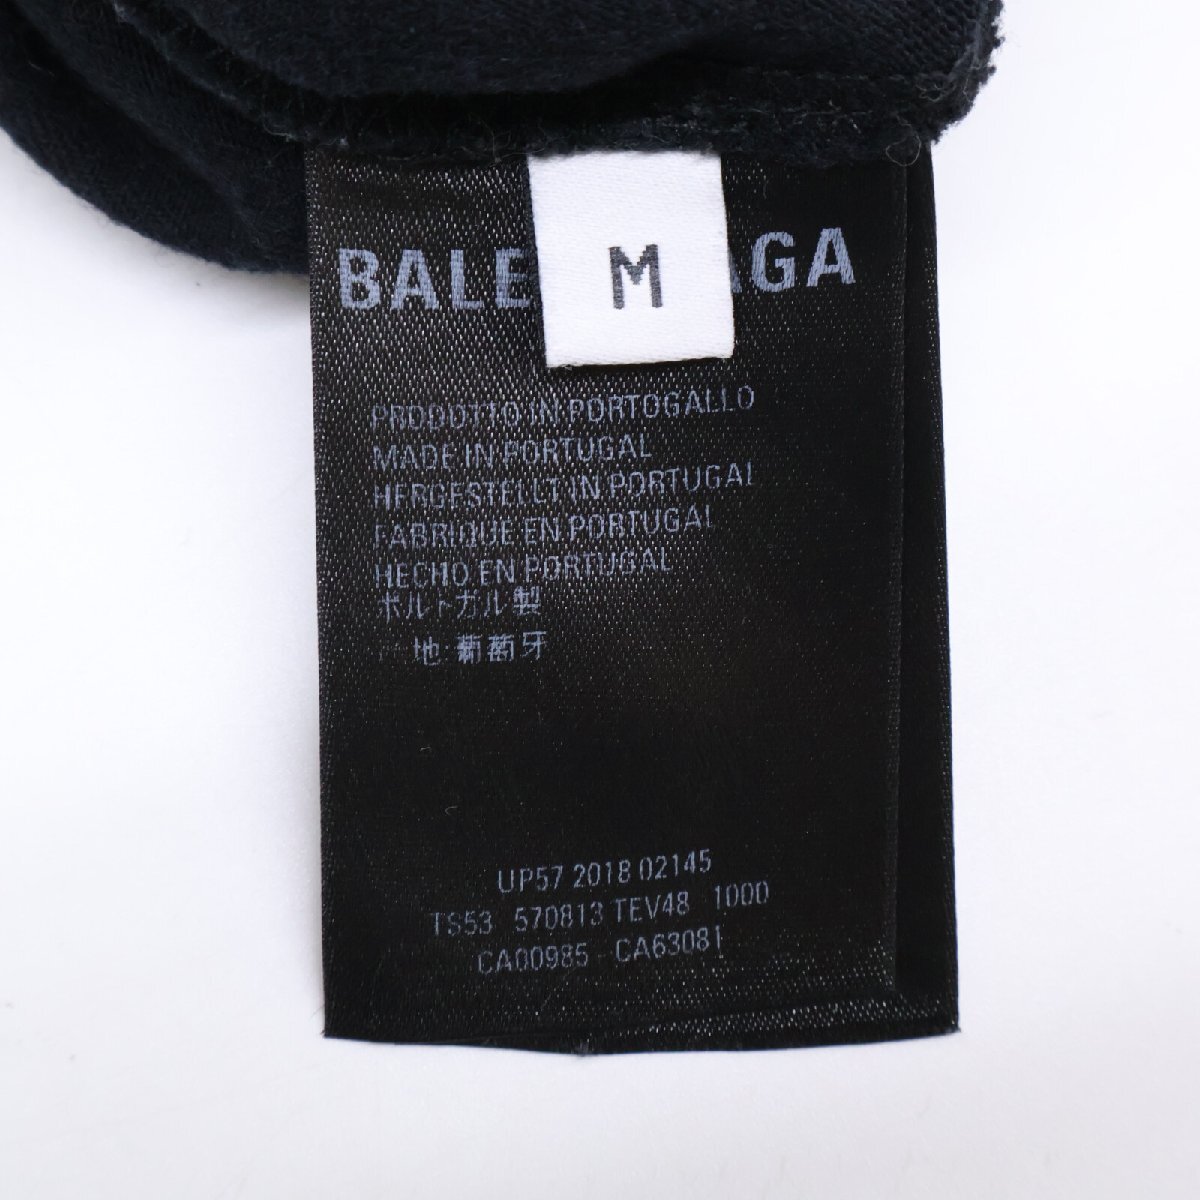 BALE AGA
M
PRODOTTO IN PORTOGALLO
MADE IN PORTUGAL
HERGESTELLT IN PORTUGAL
FABRIQUE EN PORTUGAL
HECHO EN PORTUGAL
ポルトガル製
地:葡萄牙
UP57 2018 02145
TS53 570813 TEV48 1000
CA00985 - CA63081